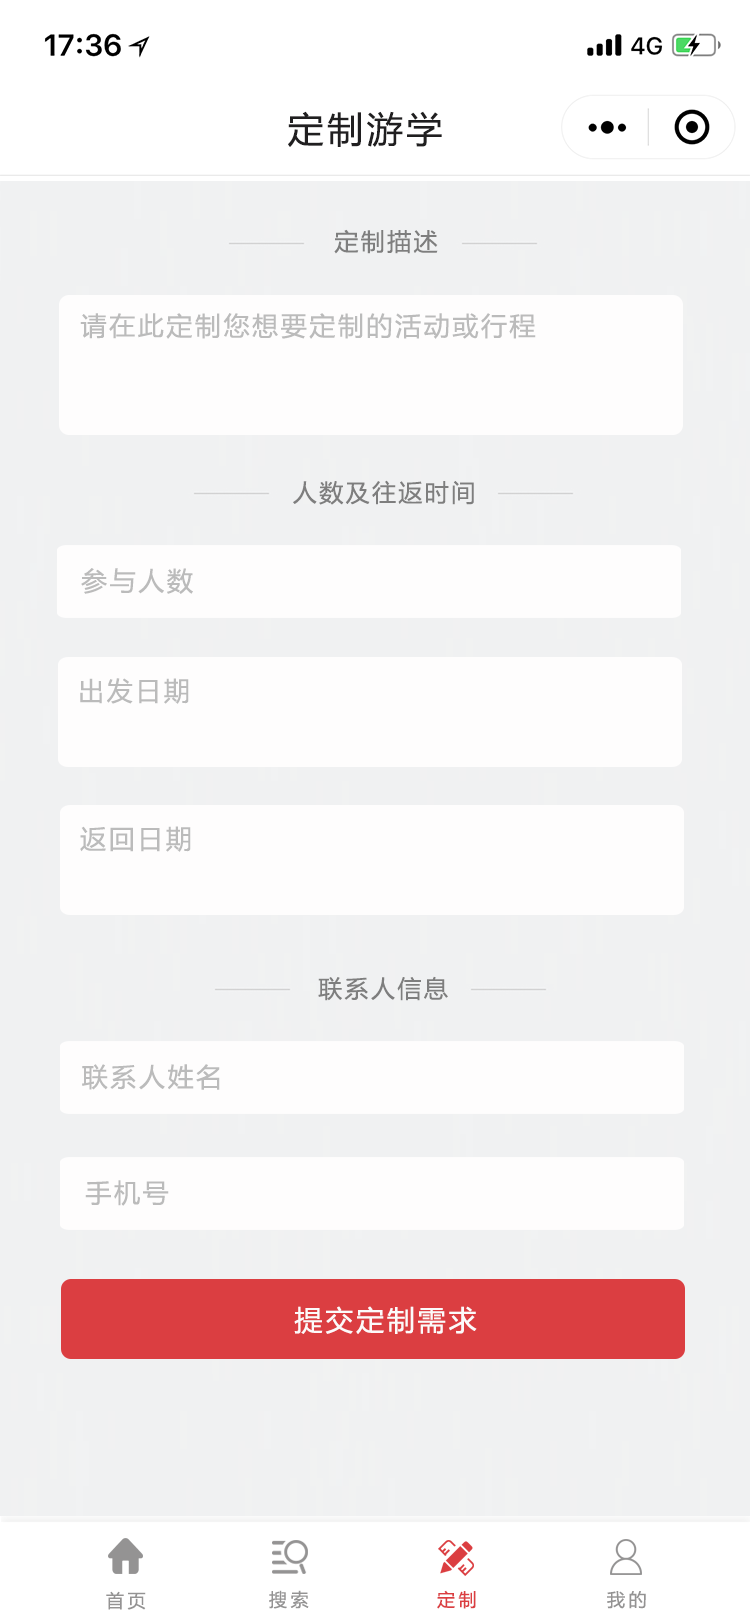 17:36
4G
定制游学
定制描述
请在此定制您想要定制的活动或行程
人数及往返时间
参与人数
出发日期
返回日期
联系人信息
联系人姓名
手机号
提交定制需求
首页
搜索
定制
我的